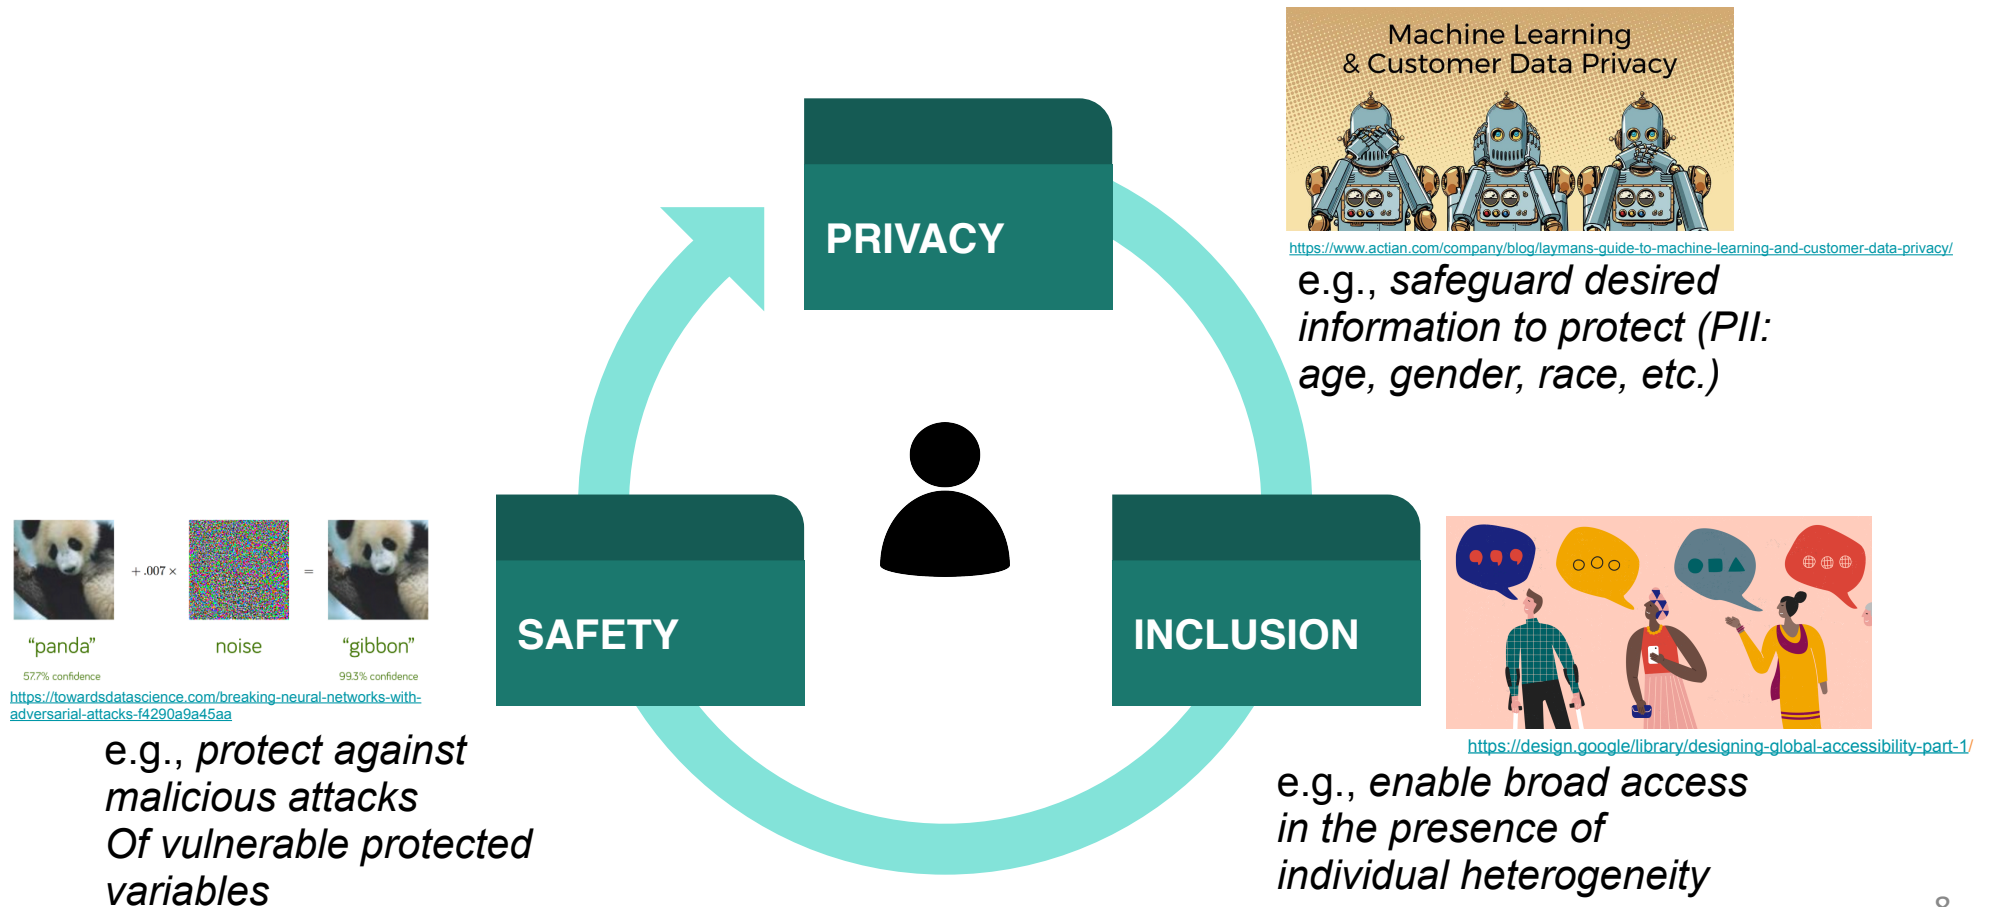 Machine Learning
& Customer Data Privacy
https://www.actian.com/company/blog/laymans-guide-to-machine-learning-and-customer-data-privacy/
e.g., safeguard desired
information to protect (PII:
age, gender, race, etc.)
PRIVACY
SAFETY
INCLUSION
+ .007 ×
=
“panda”
noise
“gibbon”
57.7% confidence
99.3% confidence
https://towardsdatascience.com/breaking-neural-networks-with-
adversarial-attacks-f4290a9a45aa
e.g., protect against
malicious attacks
Of vulnerable protected
variables
https://design.google/library/designing-global-accessibility-part-1/
e.g., enable broad access
in the presence of
individual heterogeneity
8